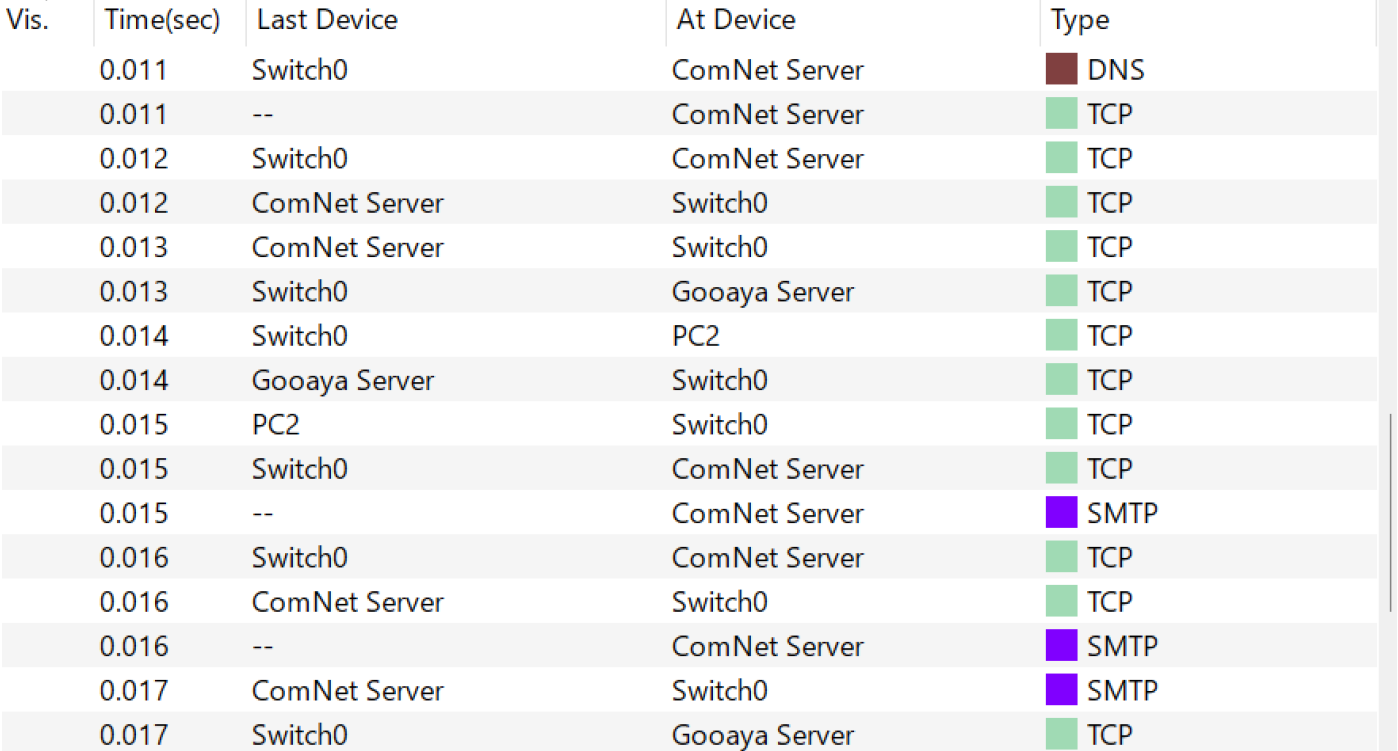 Vis. Time(sec) Last Device At Device Type
0.011 Switch0 ComNet Server DNS
0.011 -- ComNet Server TCP
0.012 Switch0 ComNet Server TCP
0.012 ComNet Server Switch0 TCP
0.013 ComNet Server Switch0 TCP
0.013 Switch0 Gooaya Server TCP
0.014 Switch0 PC2 TCP
0.014 Gooaya Server Switch0 TCP
0.015 PC2 Switch0 TCP
0.015 Switch0 ComNet Server TCP
0.015 -- ComNet Server SMTP
0.016 Switch0 ComNet Server TCP
0.016 ComNet Server Switch0 TCP
0.016 -- ComNet Server SMTP
0.017 ComNet Server Switch0 SMTP
0.017 Switch0 Gooaya Server TCP